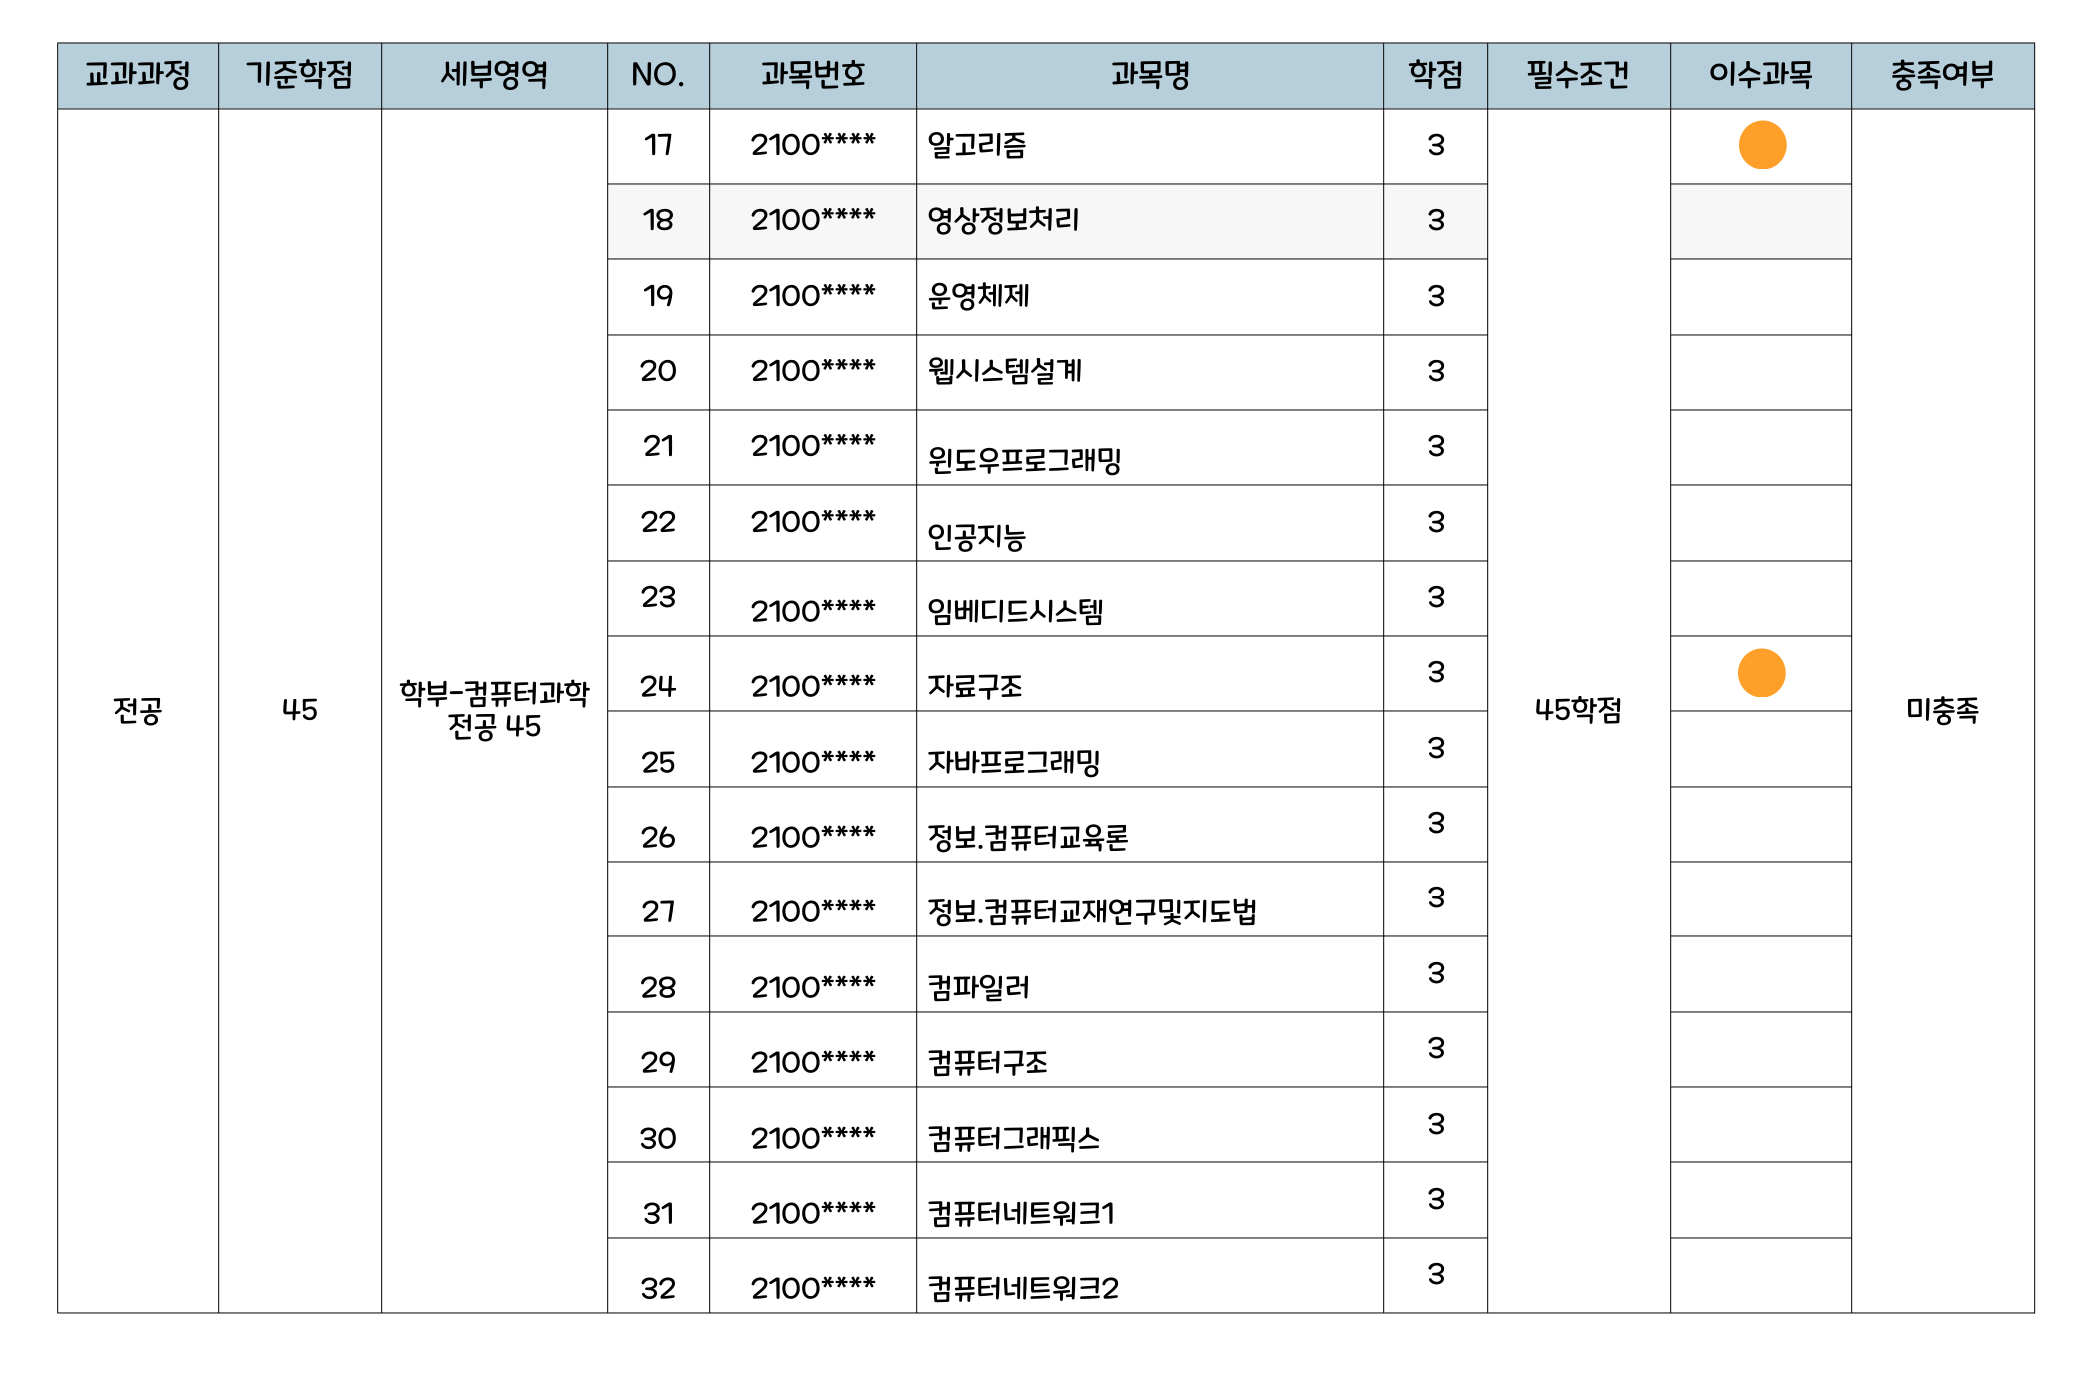 교과과정 기준학점 세부영역 NO. 과목번호 과목명 학점 필수조건 이수과목 충족여부
17 2100**** 알고리즘 3
18 2100**** 영상정보처리 3
19 2100**** 운영체제 3
20 2100**** 웹시스템설계 3
21 2100**** 윈도우프로그래밍 3
22 2100**** 인공지능 3
23 2100**** 임베디드시스템 3
24 2100**** 자료구조 3
전공 45 학부-컴퓨터과학
전공 45 45학점 미충족
25 2100**** 자바프로그래밍 3
26 2100**** 정보.컴퓨터교육론 3
27 2100**** 정보.컴퓨터교재연구및지도법 3
28 2100**** 컴파일러 3
29 2100**** 컴퓨터구조 3
30 2100**** 컴퓨터그래픽스 3
31 2100**** 컴퓨터네트워크1 3
32 2100**** 컴퓨터네트워크2 3